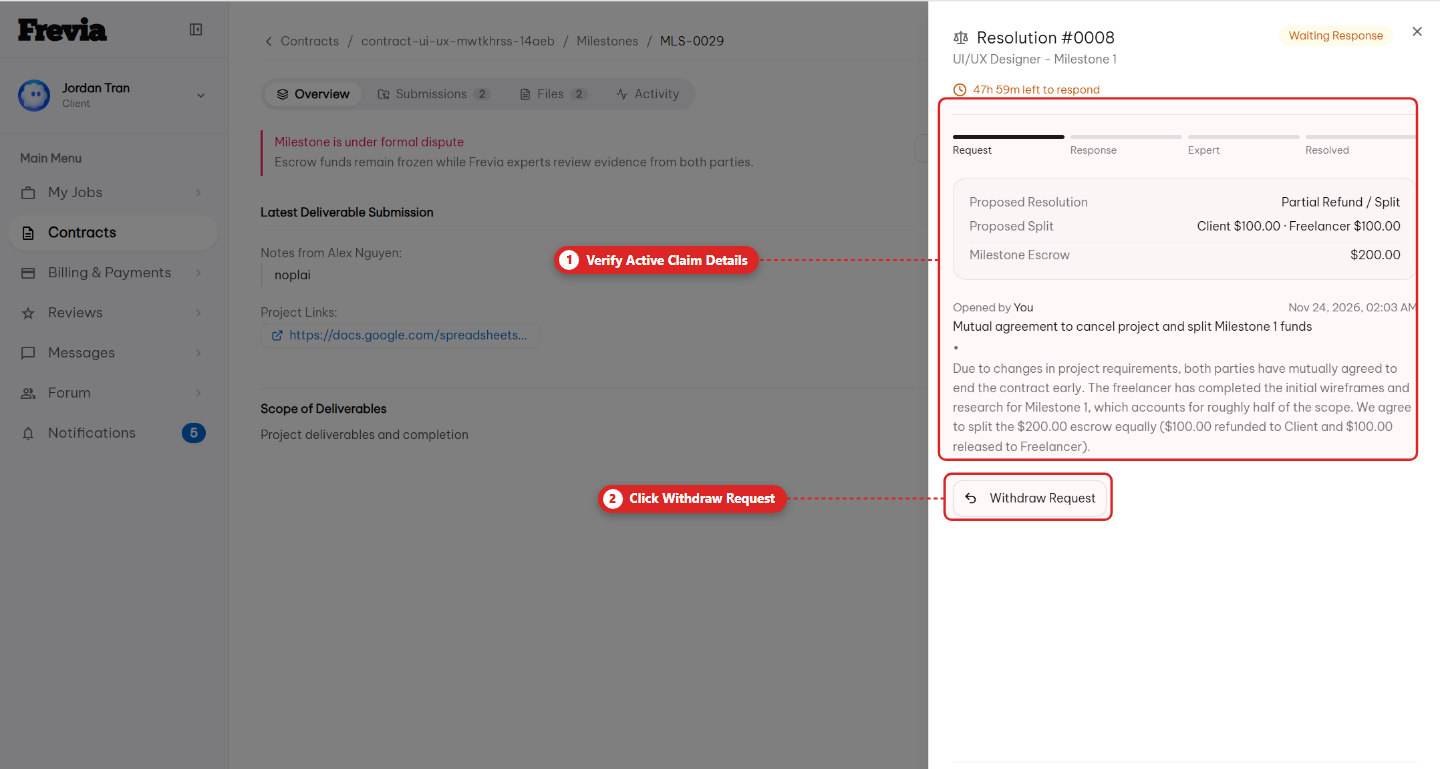 Frevia
Jordan Tran
Client
Main Menu
My Jobs
Contracts
Billing & Payments
Reviews
Messages
Forum
Notifications 5
Contracts / contract-ui-ux-mwtkhrss-14aeb / Milestones / MLS-0029
Overview Submissions 2 Files 2 Activity
Milestone is under formal dispute
Escrow funds remain frozen while Frevia experts review evidence from both parties.
Latest Deliverable Submission
Notes from Alex Nguyen:
noplai
Project Links:
https://docs.google.com/spreadsheets...
Scope of Deliverables
Project deliverables and completion
1 Verify Active Claim Details
2 Click Withdraw Request
Resolution #0008 Waiting Response
UI/UX Designer - Milestone 1
47h 59m left to respond
Request Response Expert Resolved
Proposed Resolution Partial Refund / Split
Proposed Split Client $100.00 · Freelancer $100.00
Milestone Escrow $200.00
Opened by You Nov 24, 2026, 02:03 AM
Mutual agreement to cancel project and split Milestone 1 funds
•
Due to changes in project requirements, both parties have mutually agreed to
end the contract early. The freelancer has completed the initial wireframes and
research for Milestone 1, which accounts for roughly half of the scope. We agree
to split the $200.00 escrow equally ($100.00 refunded to Client and $100.00
released to Freelancer).
Withdraw Request